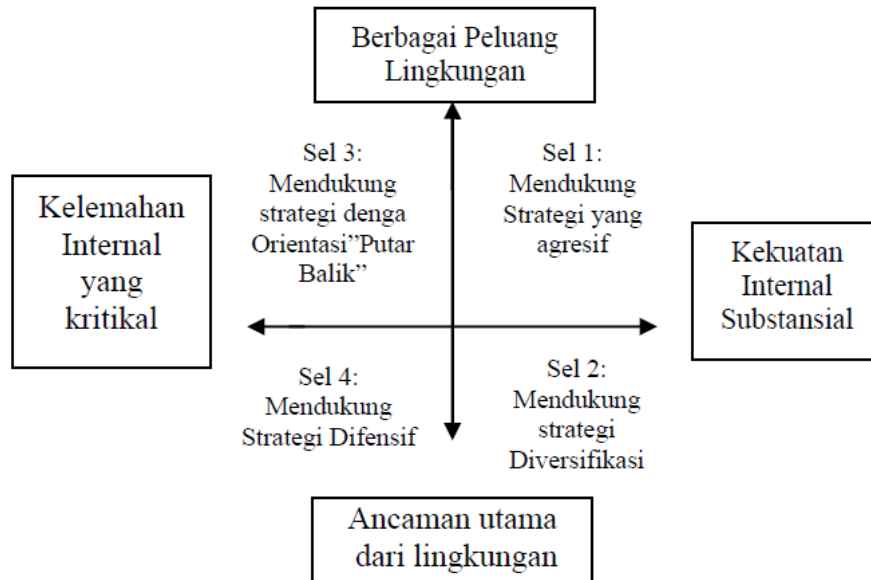 Berbagai Peluang
Lingkungan
Sel 3:
Mendukung
strategi denga
Orientasi”Putar
Balik”
Sel 1:
Mendukung
Strategi yang
agresif
Kelemahan
Internal
yang
kritikal
Kekuatan
Internal
Substansial
Sel 4:
Mendukung
Strategi Difensif
Sel 2:
Mendukung
strategi
Diversifikasi
Ancaman utama
dari lingkungan